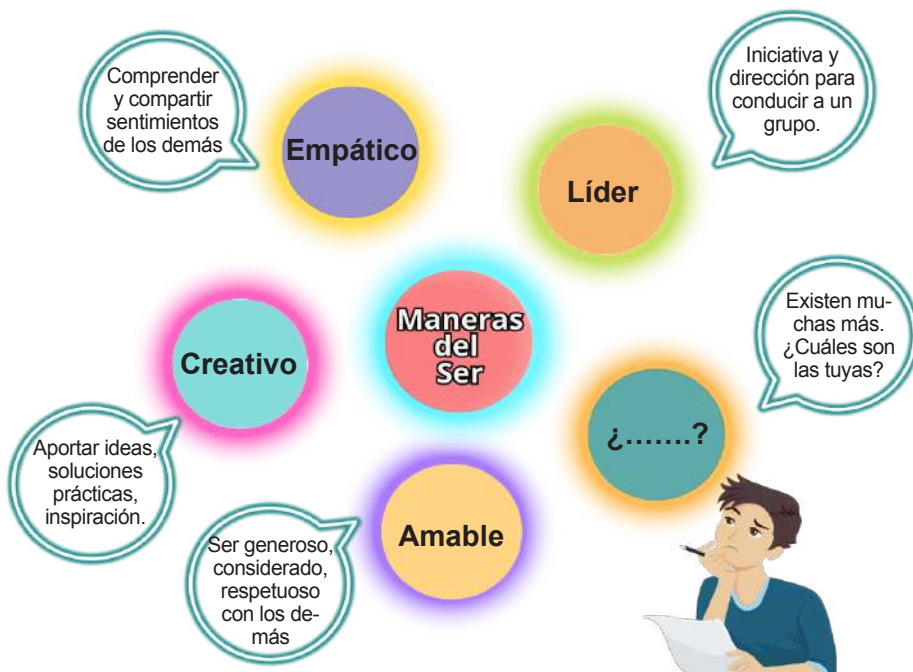 Comprender
y compartir
sentimientos
de los demás
Empático
Iniciativa y
dirección para
conducir a un
grupo.
Líder
Maneras
del
Ser
Creativo
Aportar ideas,
soluciones
prácticas,
inspiración.
Existen mu-
chas más.
¿Cuáles son
las tuyas?
¿.......?
Amable
Ser generoso,
considerado,
respetuoso
con los de-
más